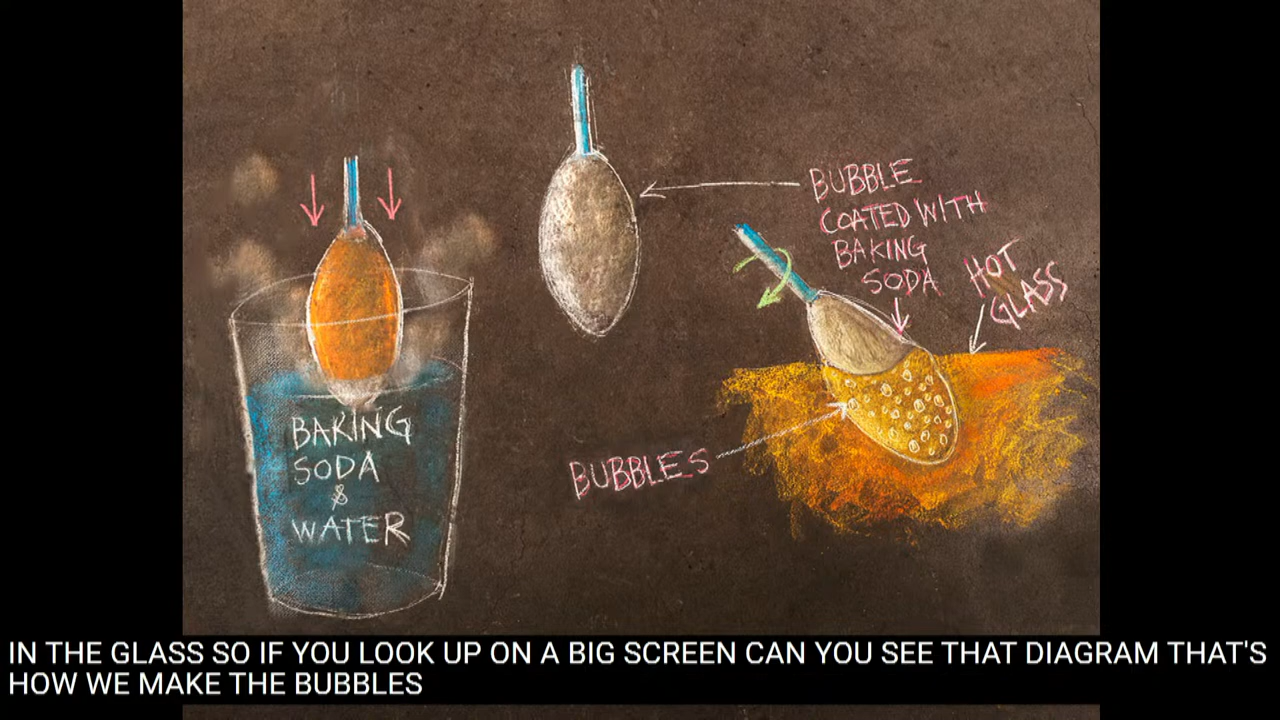 BUBBLE
COATED WITH
BAKING
SODA
HOT
GLASS
BAKING
SODA
&
WATER
BUBBLES
IN THE GLASS SO IF YOU LOOK UP ON A BIG SCREEN CAN YOU SEE THAT DIAGRAM THAT'S
HOW WE MAKE THE BUBBLES